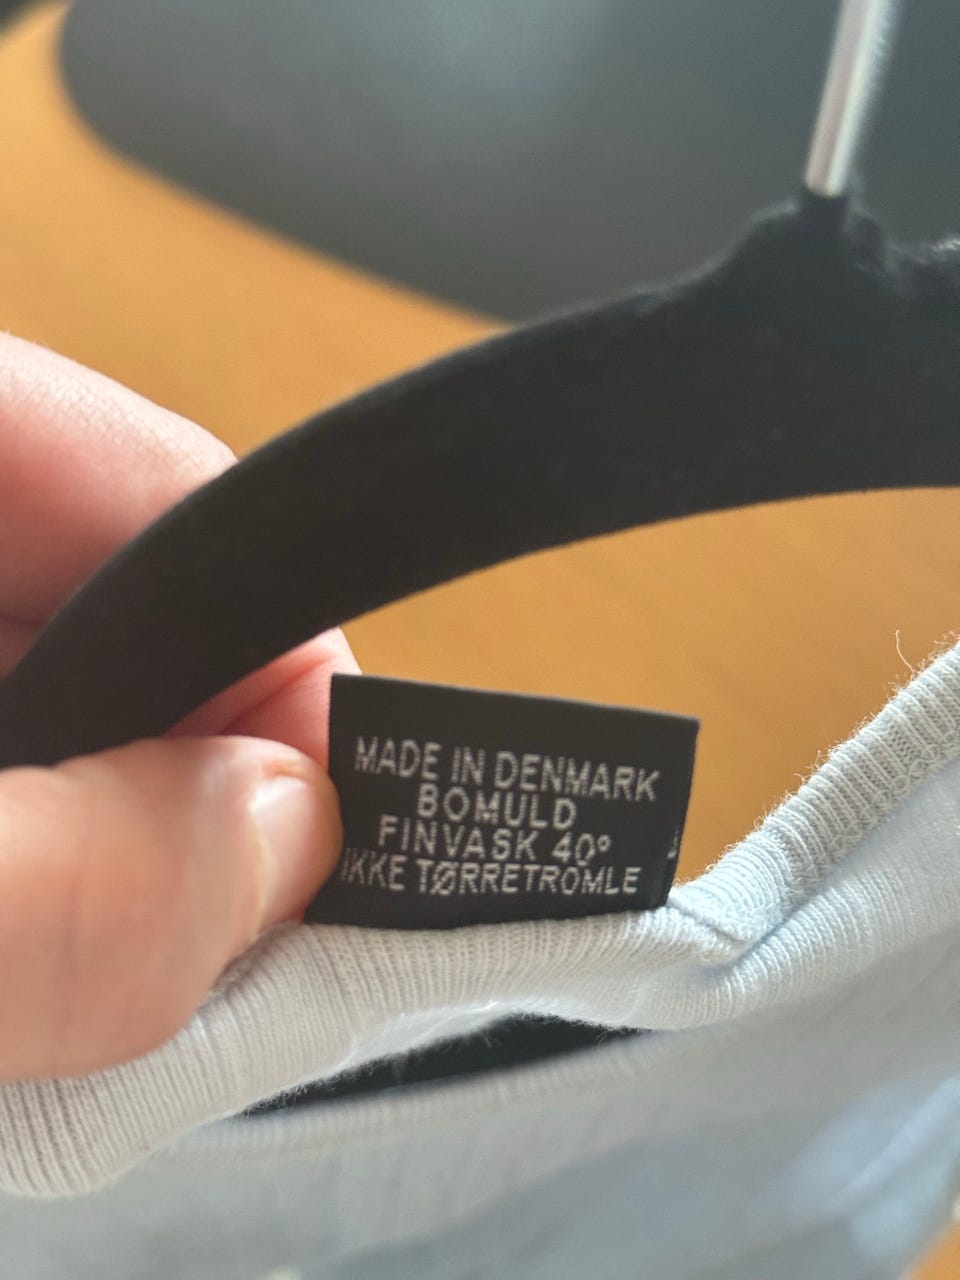 MADE IN DENMARK
BOMULD
FINVASK 40°
IKKE TØRRETROMLE